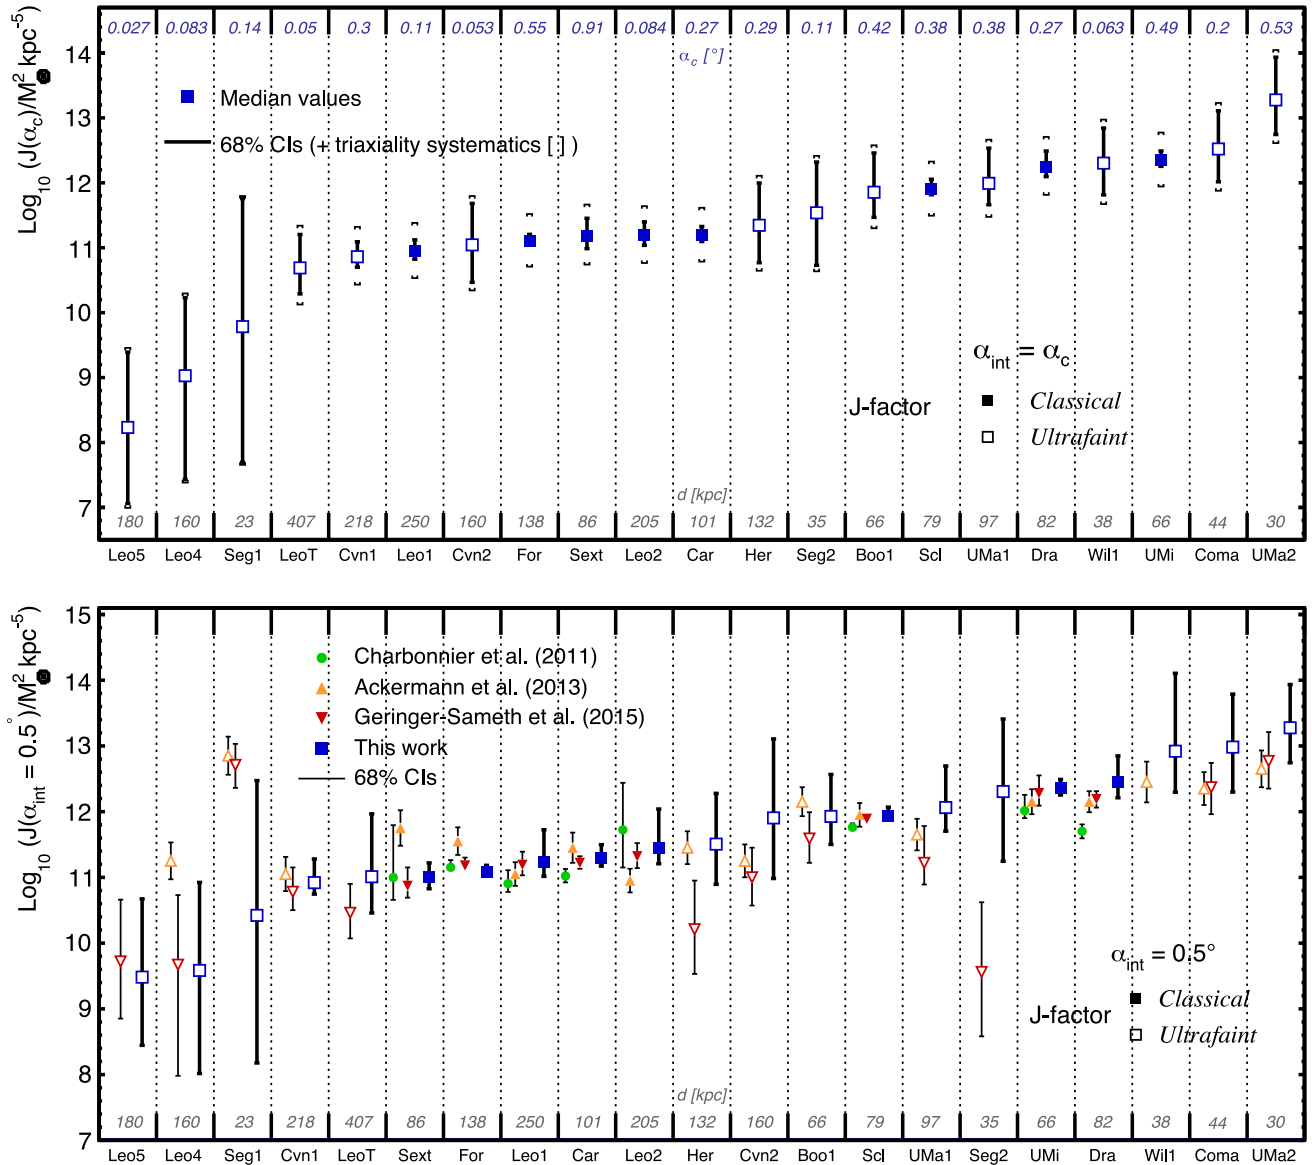 0.027 0.083 0.14 0.05 0.3 0.11 0.053 0.55 0.91 0.084 0.27 0.29 0.11 0.42 0.38 0.38 0.27 0.063 0.49 0.2 0.53
α_c [°]
Log10 (J(α_c)/M⊙^2 kpc^-5)
14
13
12
11
10
9
8
7
Median values
68% CIs (+ triaxiality systematics [ ] )
α_int = α_c
J-factor
Classical
Ultrafaint
d [kpc]
180 160 23 407 218 250 160 138 86 205 101 132 35 66 79 97 82 38 66 44 30
Leo5 Leo4 Seg1 LeoT Cvn1 Leo1 Cvn2 For Sext Leo2 Car Her Seg2 Boo1 Scl UMa1 Dra Wil1 UMi Coma UMa2
Log10 (J(α_int = 0.5°)/M⊙^2 kpc^-5)
15
14
13
12
11
10
9
8
7
Charbonnier et al. (2011)
Ackermann et al. (2013)
Geringer-Sameth et al. (2015)
This work
68% CIs
α_int = 0.5°
J-factor
Classical
Ultrafaint
d [kpc]
180 160 23 218 407 86 138 250 101 205 132 160 66 79 97 35 66 82 38 44 30
Leo5 Leo4 Seg1 Cvn1 LeoT Sext For Leo1 Car Leo2 Her Cvn2 Boo1 Scl UMa1 Seg2 UMi Dra Wil1 Coma UMa2